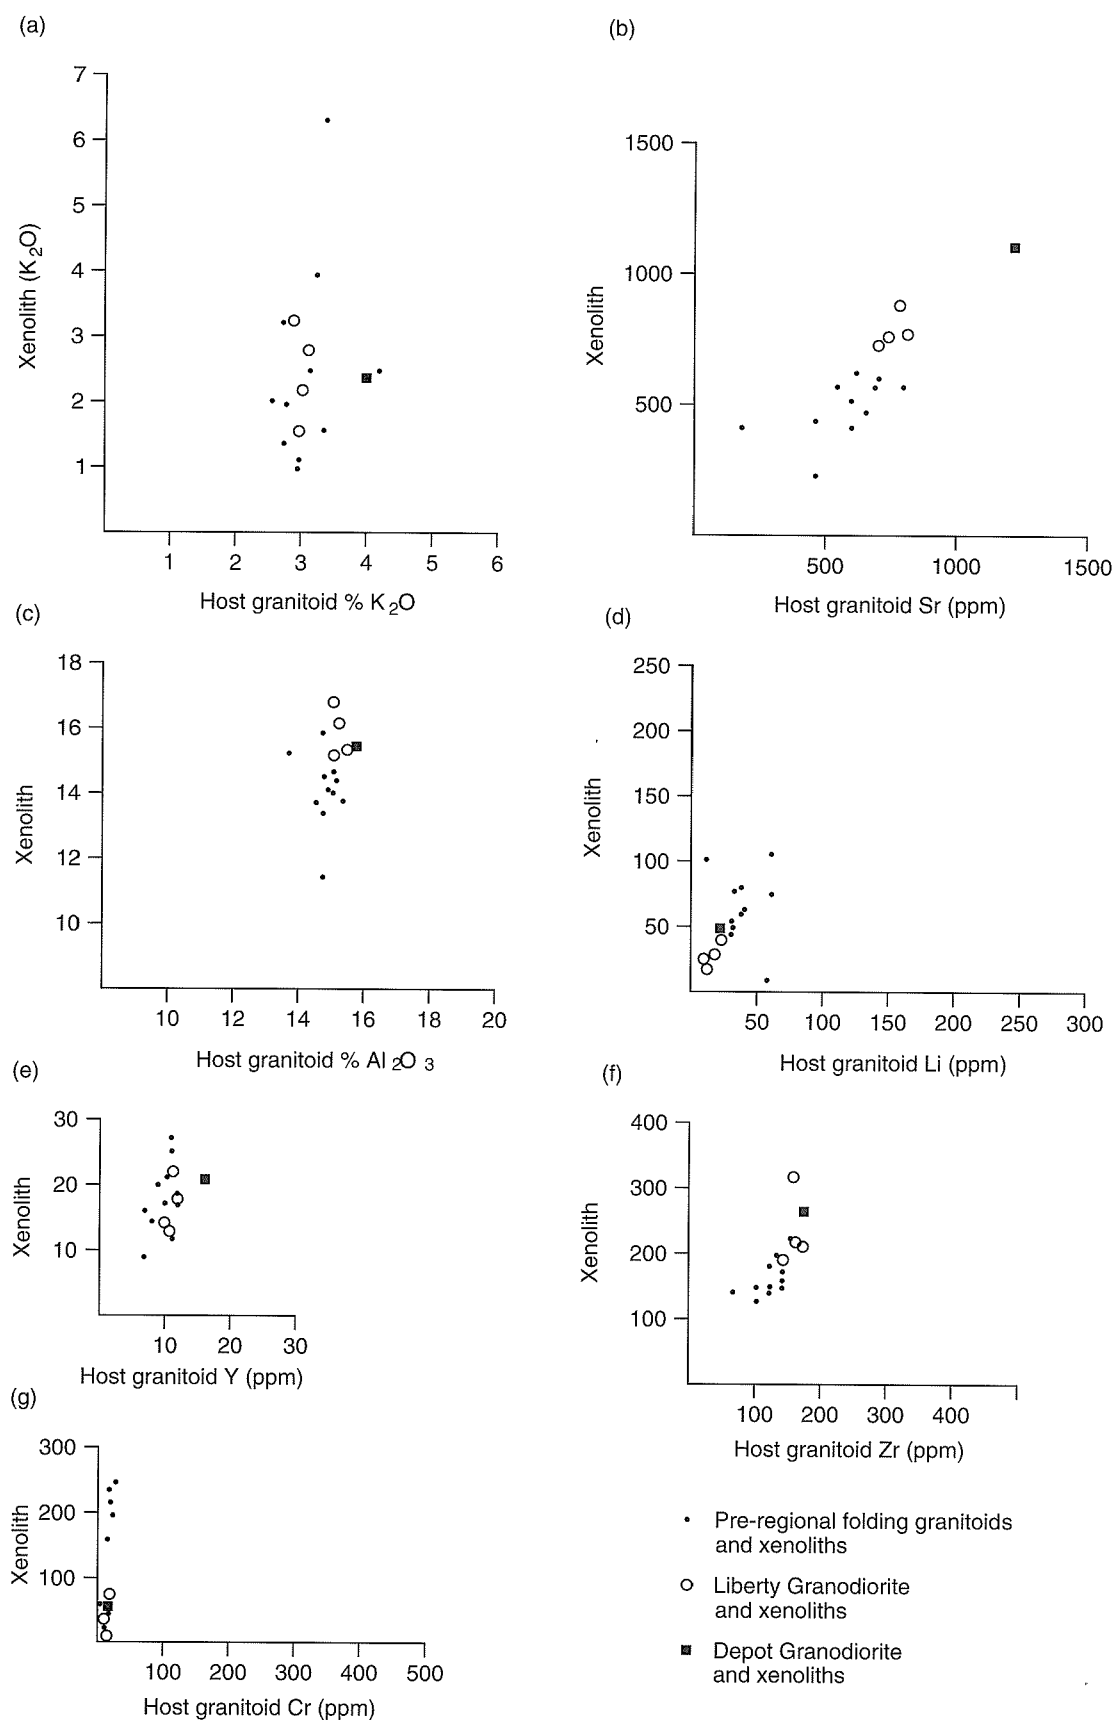 (a)
7
6
5
4
3
2
1
Xenolith (K2O)
1 2 3 4 5 6
Host granitoid % K2O
(b)
1500
1000
500
Xenolith
500 1000 1500
Host granitoid Sr (ppm)
(c)
18
16
14
12
10
Xenolith
10 12 14 16 18 20
Host granitoid % Al2O3
(d)
250
200
150
100
50
Xenolith
50 100 150 200 250 300
Host granitoid Li (ppm)
(e)
30
20
10
Xenolith
10 20 30
Host granitoid Y (ppm)
(f)
400
300
200
100
Xenolith
100 200 300 400
Host granitoid Zr (ppm)
(g)
300
200
100
Xenolith
100 200 300 400 500
Host granitoid Cr (ppm)
Pre-regional folding granitoids
and xenoliths
Liberty Granodiorite
and xenoliths
Depot Granodiorite
and xenoliths